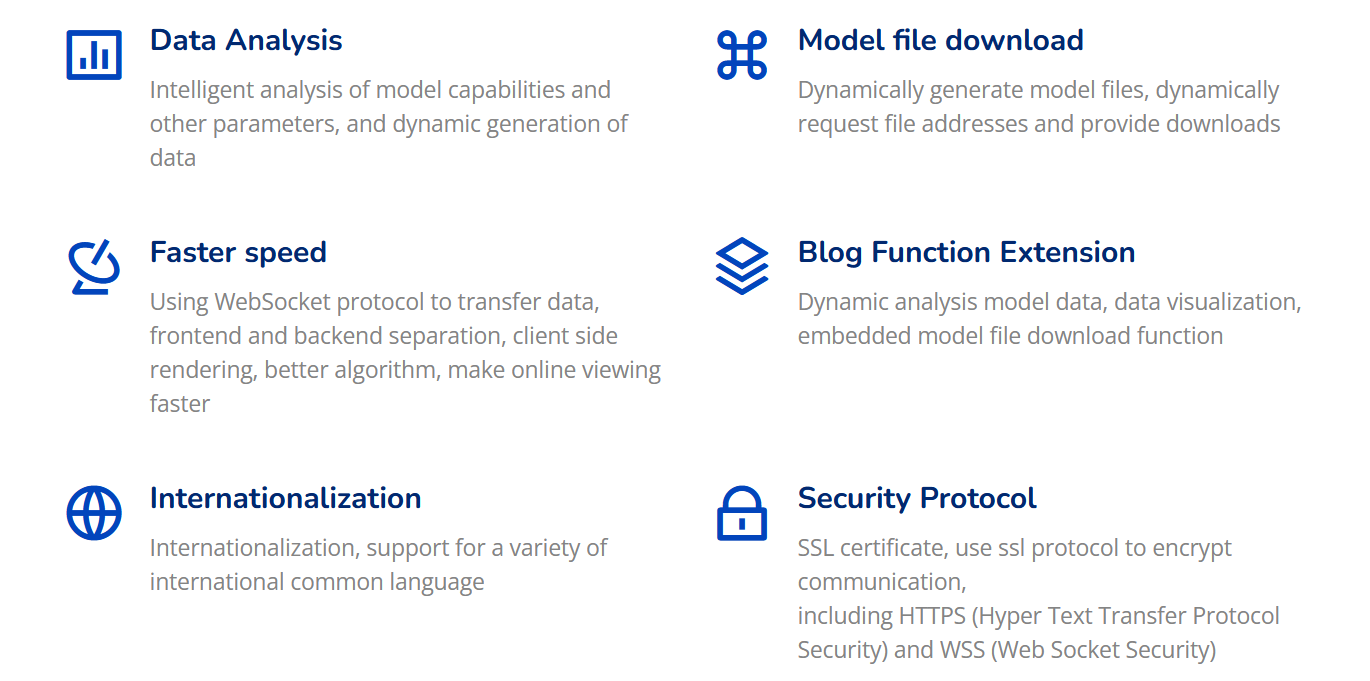 Data Analysis
Intelligent analysis of model capabilities and
other parameters, and dynamic generation of
data
Model file download
Dynamically generate model files, dynamically
request file addresses and provide downloads
Faster speed
Using WebSocket protocol to transfer data,
frontend and backend separation, client side
rendering, better algorithm, make online viewing
faster
Blog Function Extension
Dynamic analysis model data, data visualization,
embedded model file download function
Internationalization
Internationalization, support for a variety of
international common language
Security Protocol
SSL certificate, use ssl protocol to encrypt
communication,
including HTTPS (Hyper Text Transfer Protocol
Security) and WSS (Web Socket Security)